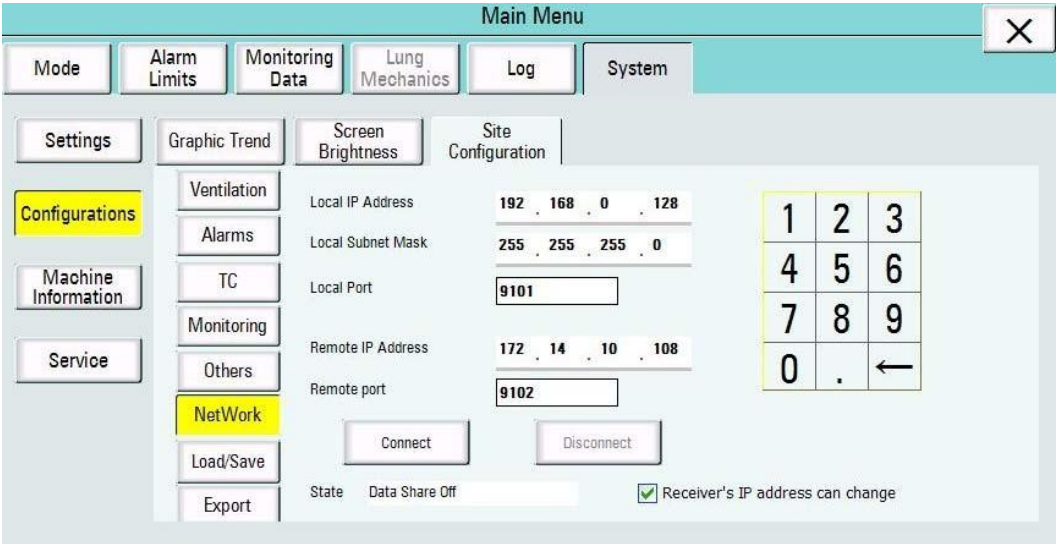 Main Menu
Mode
Alarm
Limits
Monitoring
Data
Lung
Mechanics
Log
System
Settings
Graphic Trend
Screen
Brightness
Site
Configuration
Configurations
Machine
Information
Service
Ventilation
Alarms
TC
Monitoring
Others
NetWork
Load/Save
Export
Local IP Address 192 . 168 . 0 . 128
Local Subnet Mask 255 . 255 . 255 . 0
Local Port 9101
Remote IP Address 172 . 14 . 10 . 108
Remote port 9102
Connect Disconnect
State Data Share Off
Receiver's IP address can change
1 2 3
4 5 6
7 8 9
0 . ←